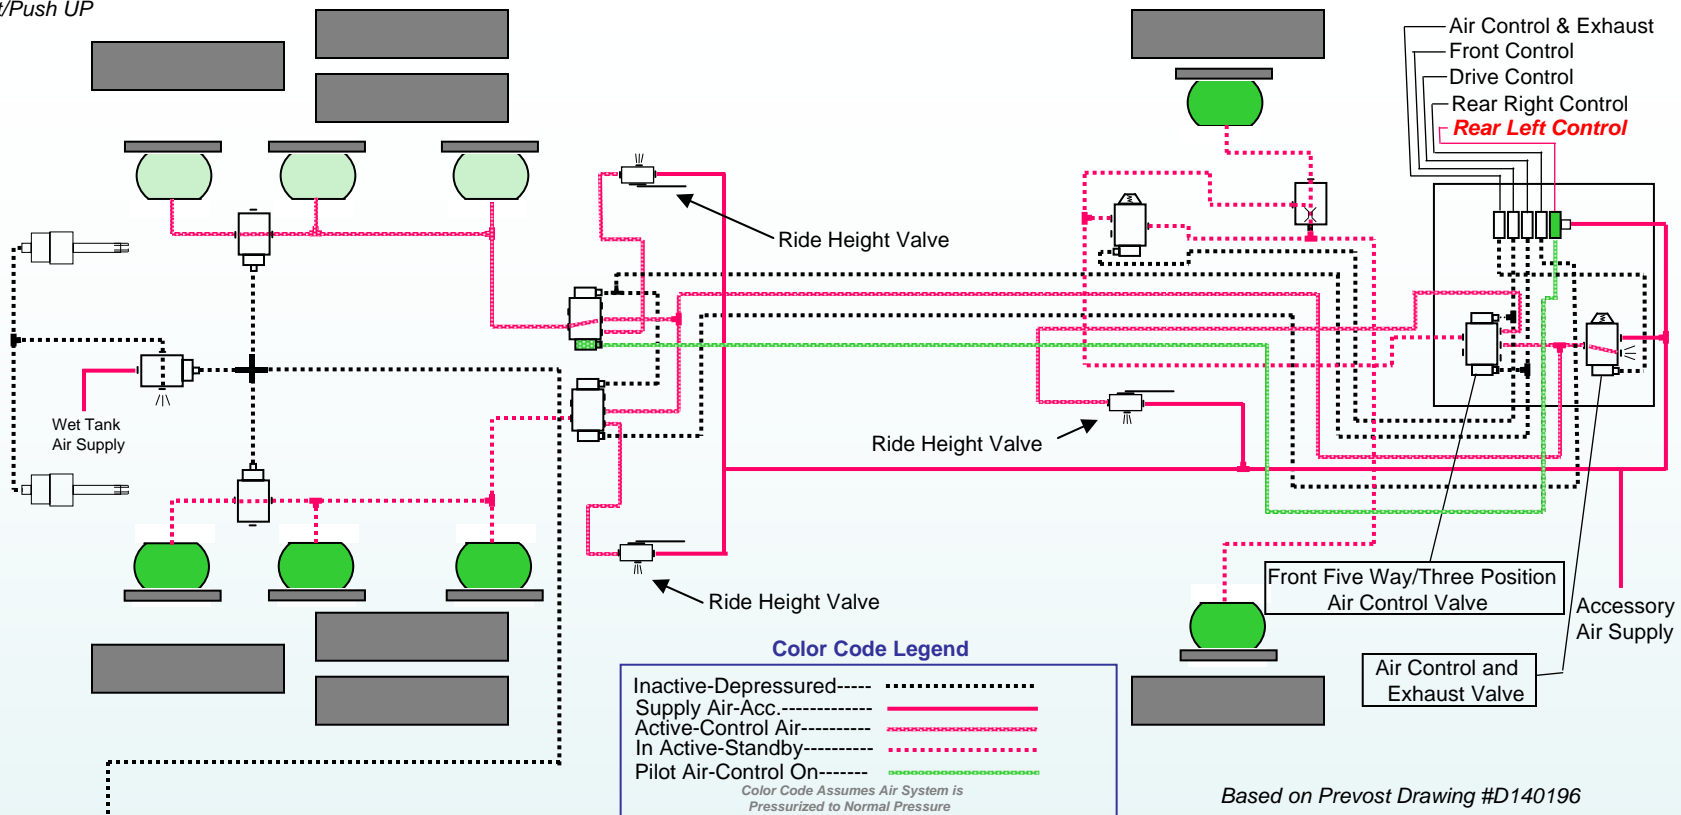 t/Push UP
Air Control & Exhaust
Front Control
Drive Control
Rear Right Control
Rear Left Control
Ride Height Valve
Wet Tank
Air Supply
Ride Height Valve
Ride Height Valve
Front Five Way/Three Position
Air Control Valve
Accessory
Air Supply
Air Control and
Exhaust Valve
Color Code Legend
Inactive-Depressured-----
Supply Air-Acc.-------------
Active-Control Air----------
In Active-Standby----------
Pilot Air-Control On-------
Color Code Assumes Air System is
Pressurized to Normal Pressure
Based on Prevost Drawing #D140196